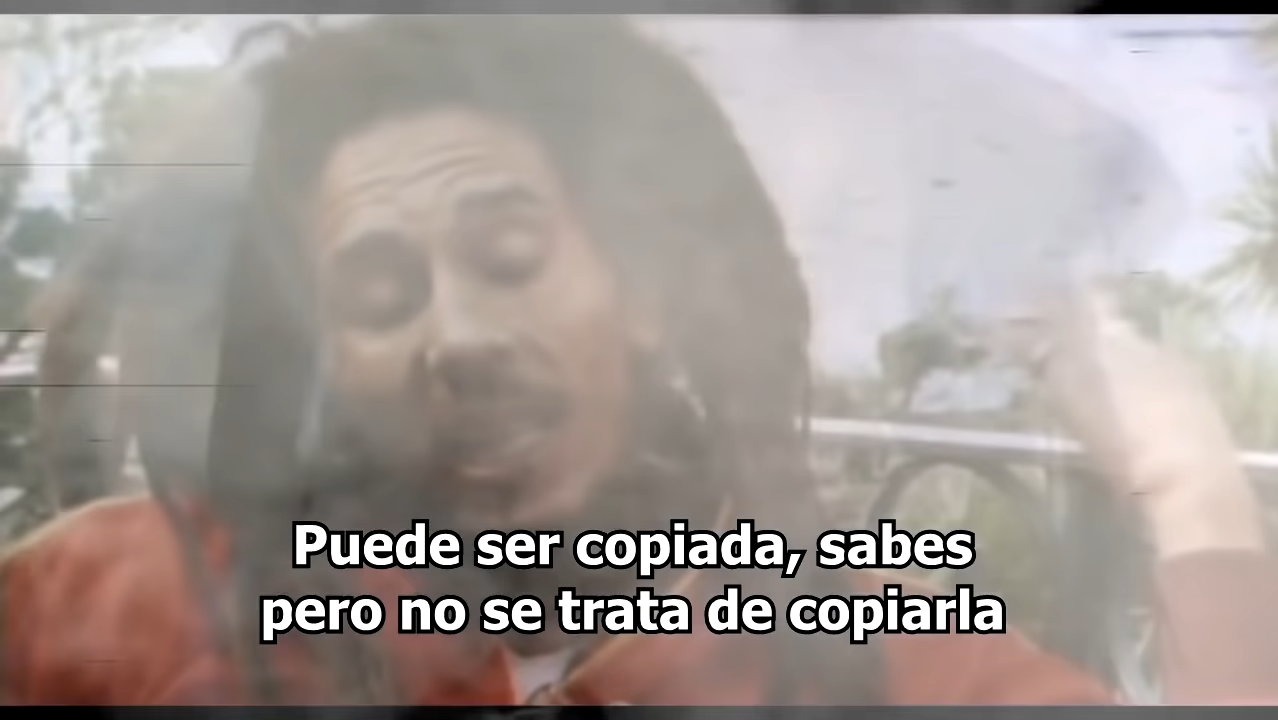 Puede ser copiada, sabes
pero no se trata de copiarla